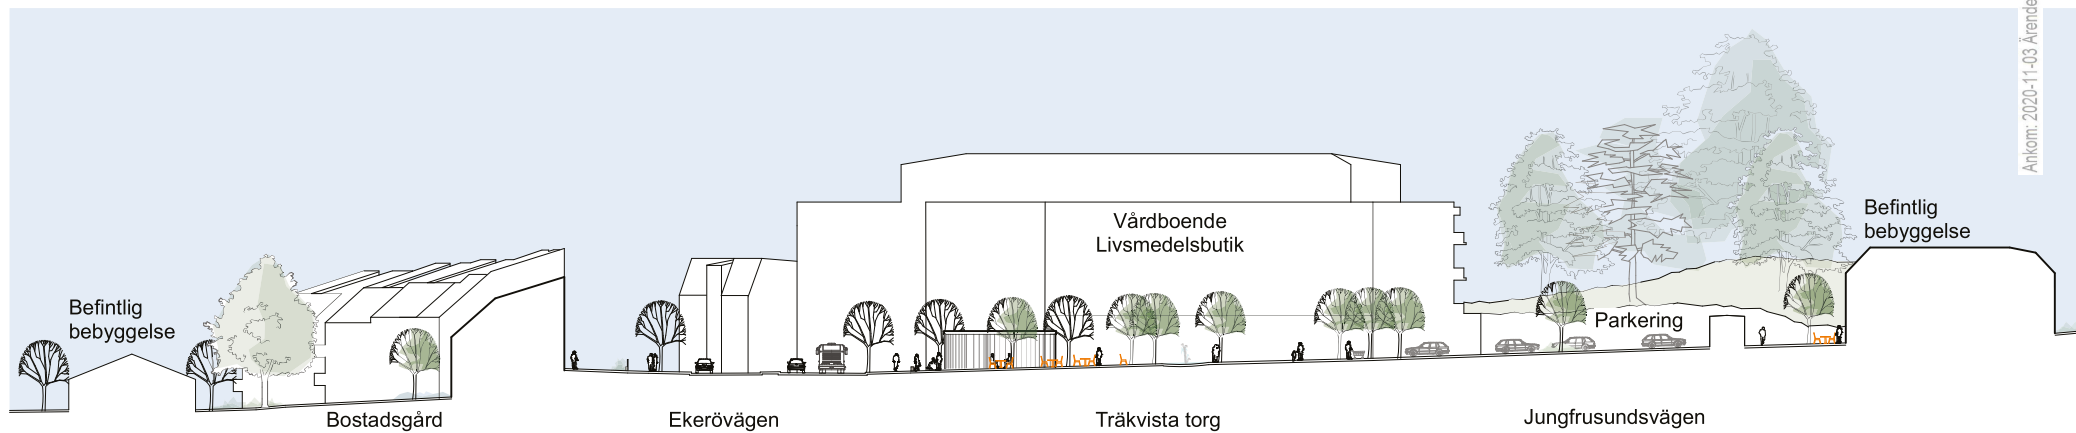 Ankom: 2020-11-03 Ärende
Befintlig
bebyggelse
Vårdboende
Livsmedelsbutik
Befintlig
bebyggelse
Parkering
Bostadsgård
Ekerövägen
Träkvista torg
Jungfrusundsvägen